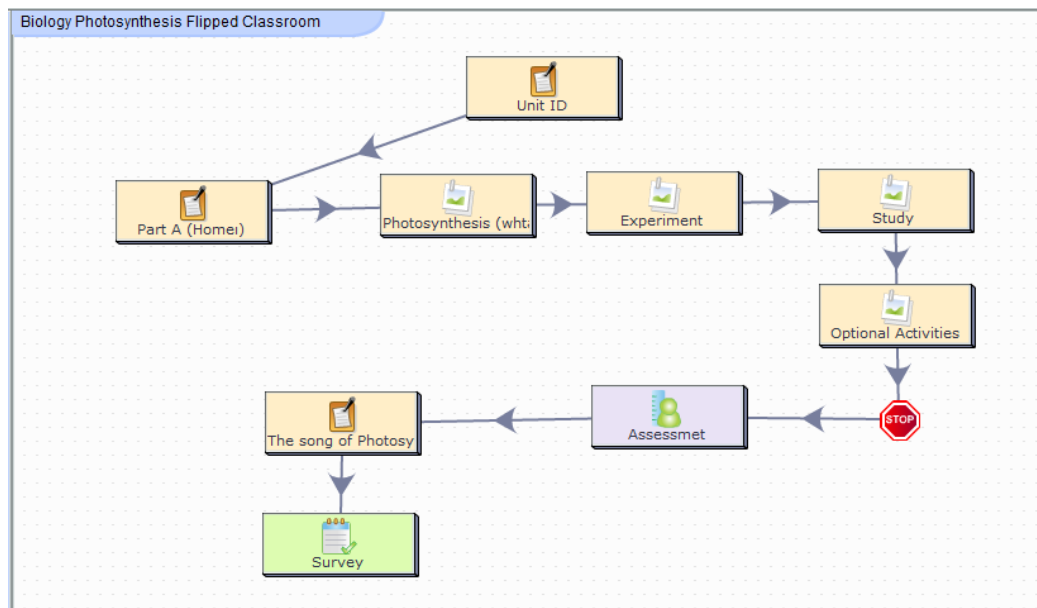 Biology Photosynthesis Flipped Classroom
Unit ID
Part A (Homei)
Photosynthesis (whta
Experiment
Study
Optional Activities
STOP
Assessmet
The song of Photosy
Survey